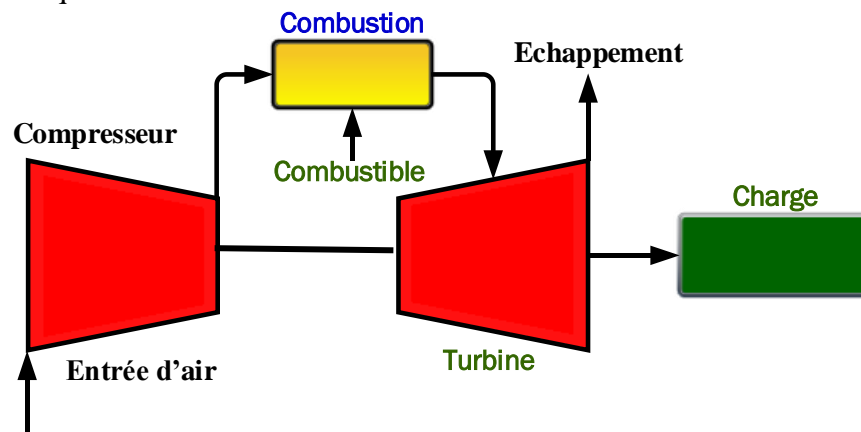 Combustion
Echappement
Compresseur
Combustible
Charge
Entrée d'air
Turbine